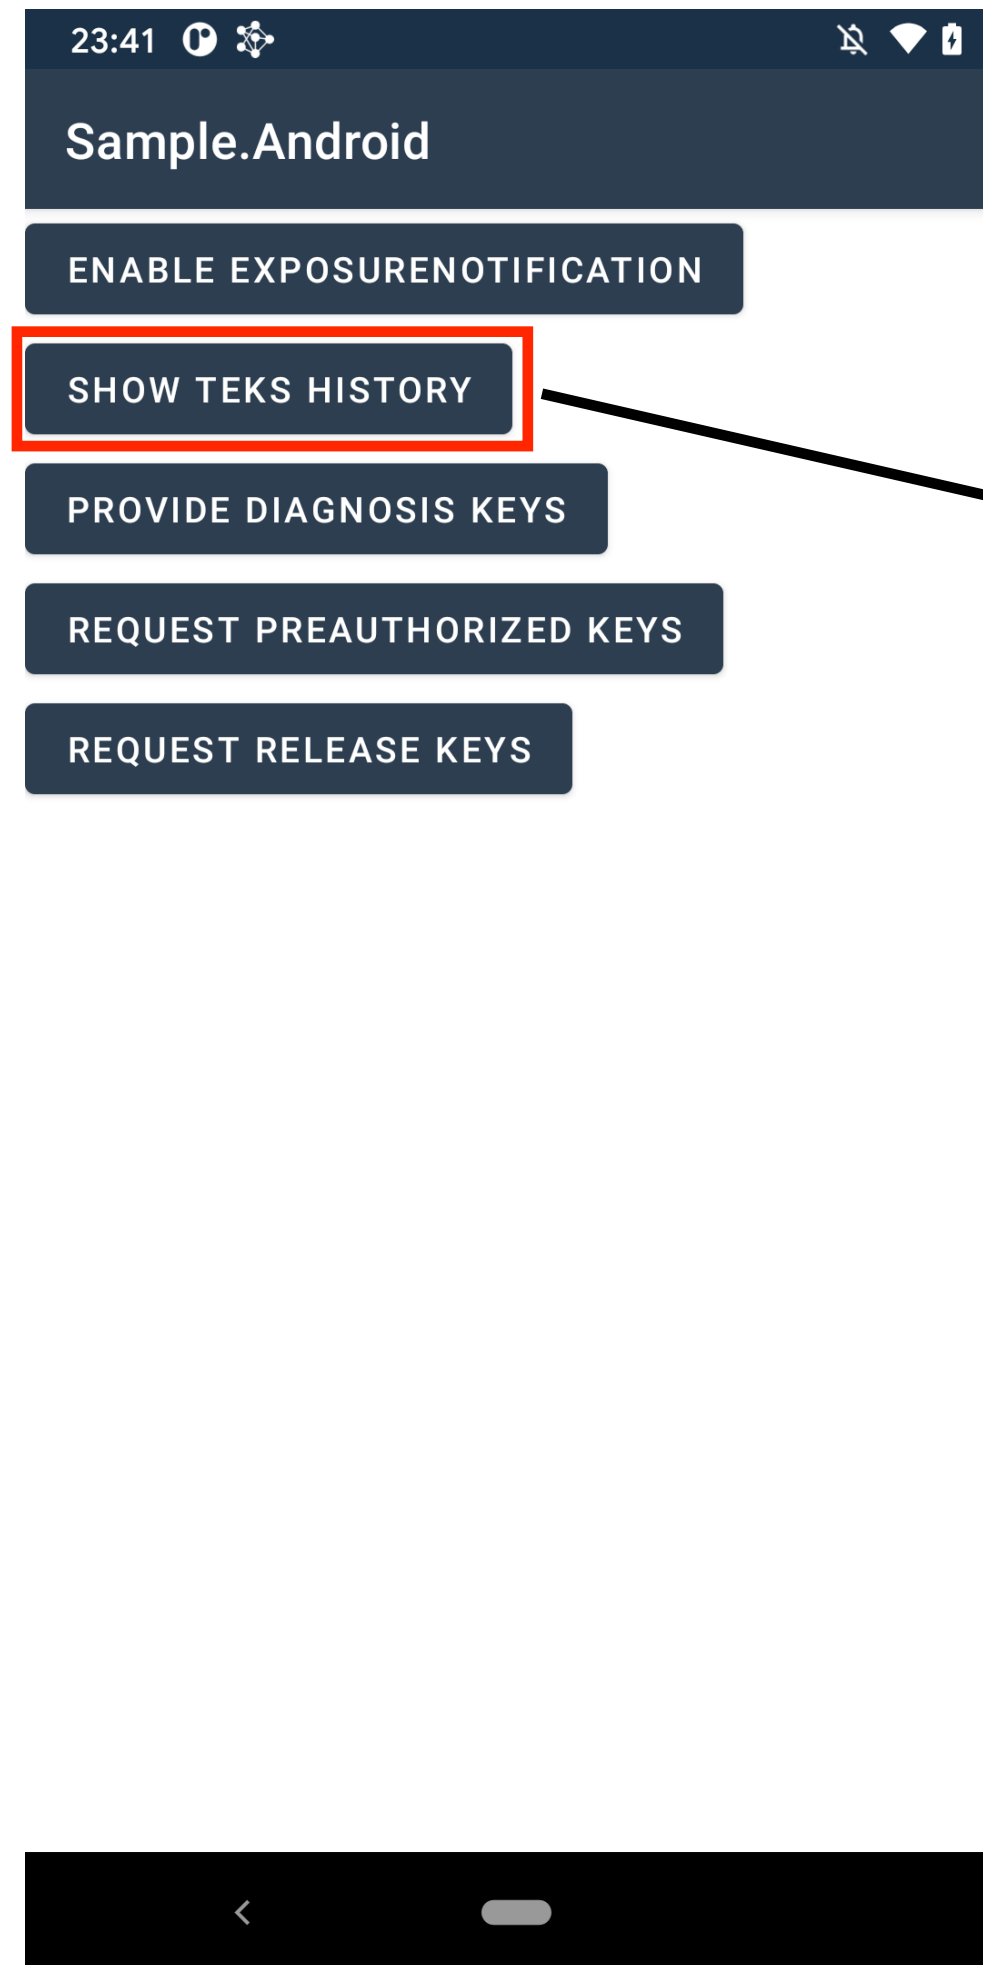 23:41
Sample.Android
ENABLE EXPOSURENOTIFICATION
SHOW TEKS HISTORY
PROVIDE DIAGNOSIS KEYS
REQUEST PREAUTHORIZED KEYS
REQUEST RELEASE KEYS